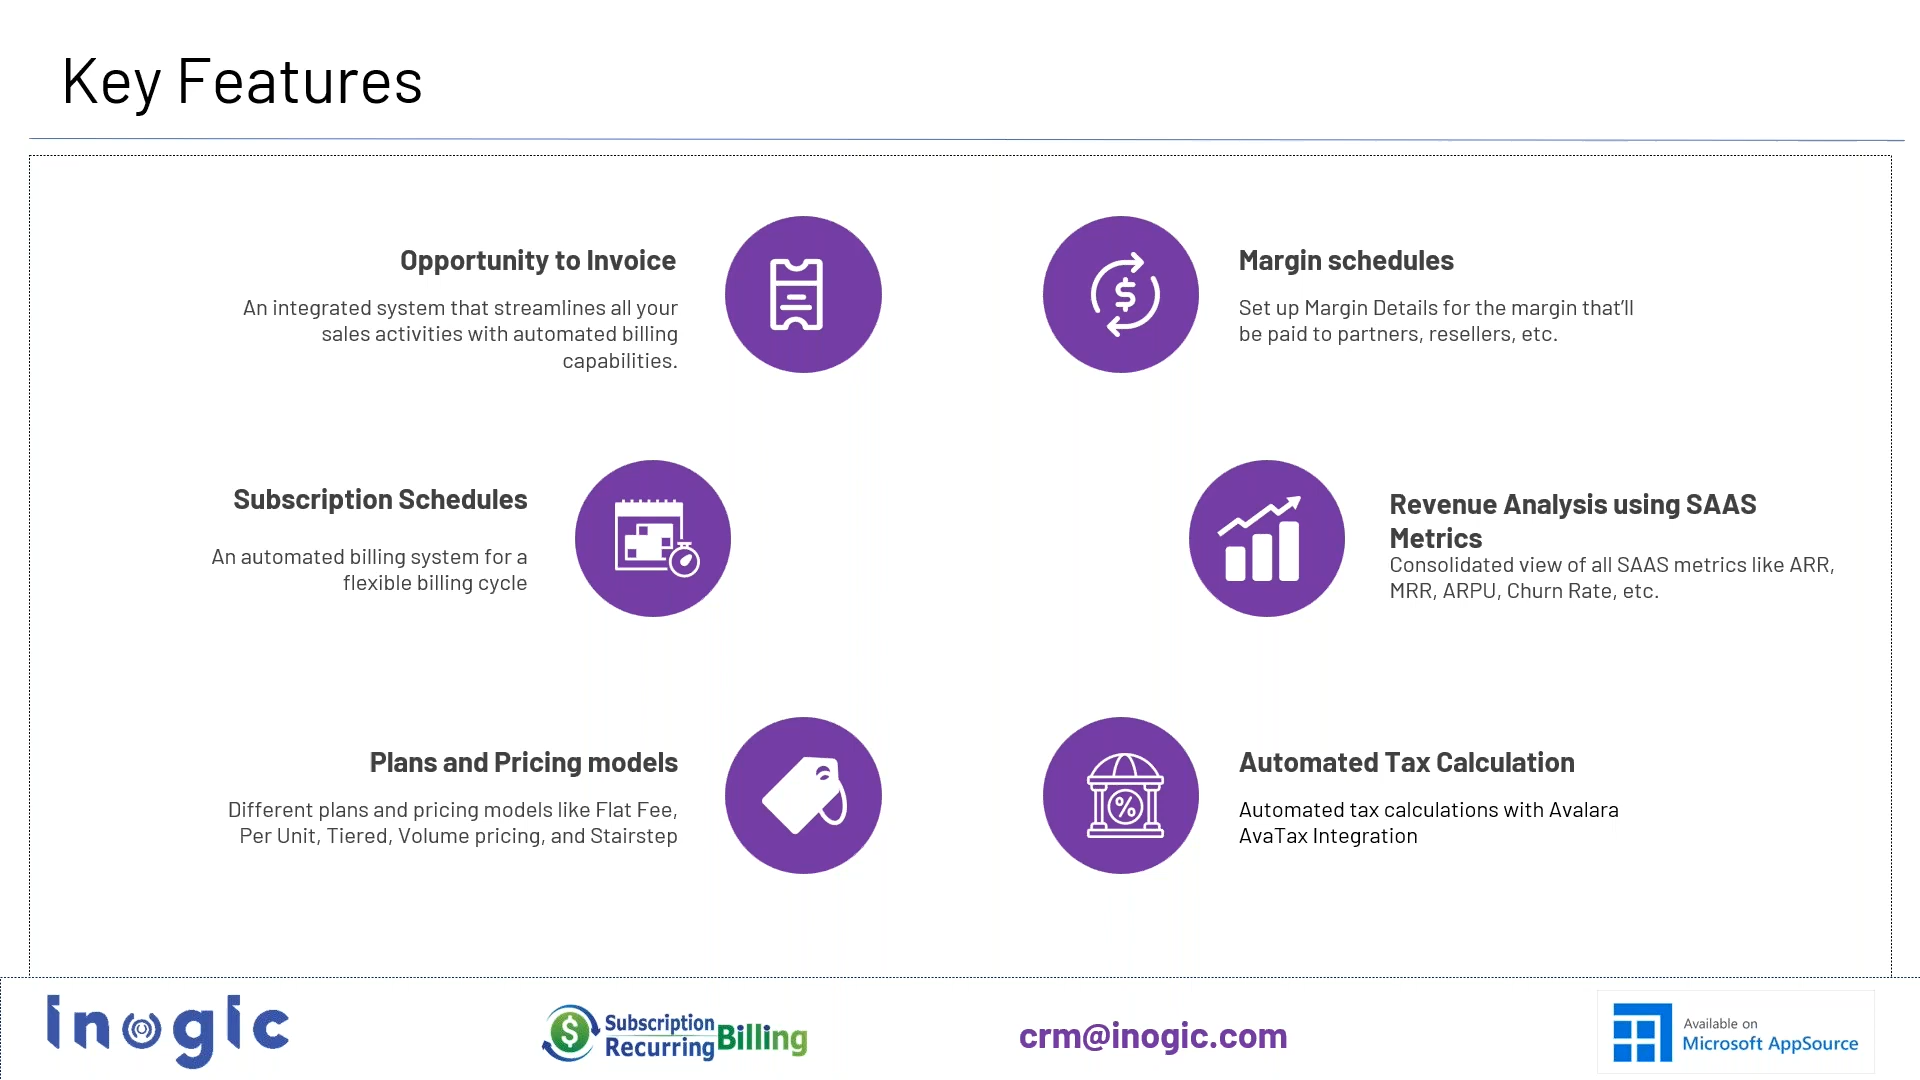 Key Features
Opportunity to Invoice
An integrated system that streamlines all your
sales activities with automated billing
capabilities.
Margin schedules
Set up Margin Details for the margin that'll
be paid to partners, resellers, etc.
Subscription Schedules
An automated billing system for a
flexible billing cycle
Revenue Analysis using SAAS
Metrics
Consolidated view of all SAAS metrics like ARR,
MRR, ARPU, Churn Rate, etc.
Plans and Pricing models
Different plans and pricing models like Flat Fee,
Per Unit, Tiered, Volume pricing, and Stairstep
Automated Tax Calculation
Automated tax calculations with Avalara
AvaTax Integration
inogic
Subscription
Recurring Billing
crm@inogic.com
Available on
Microsoft AppSource